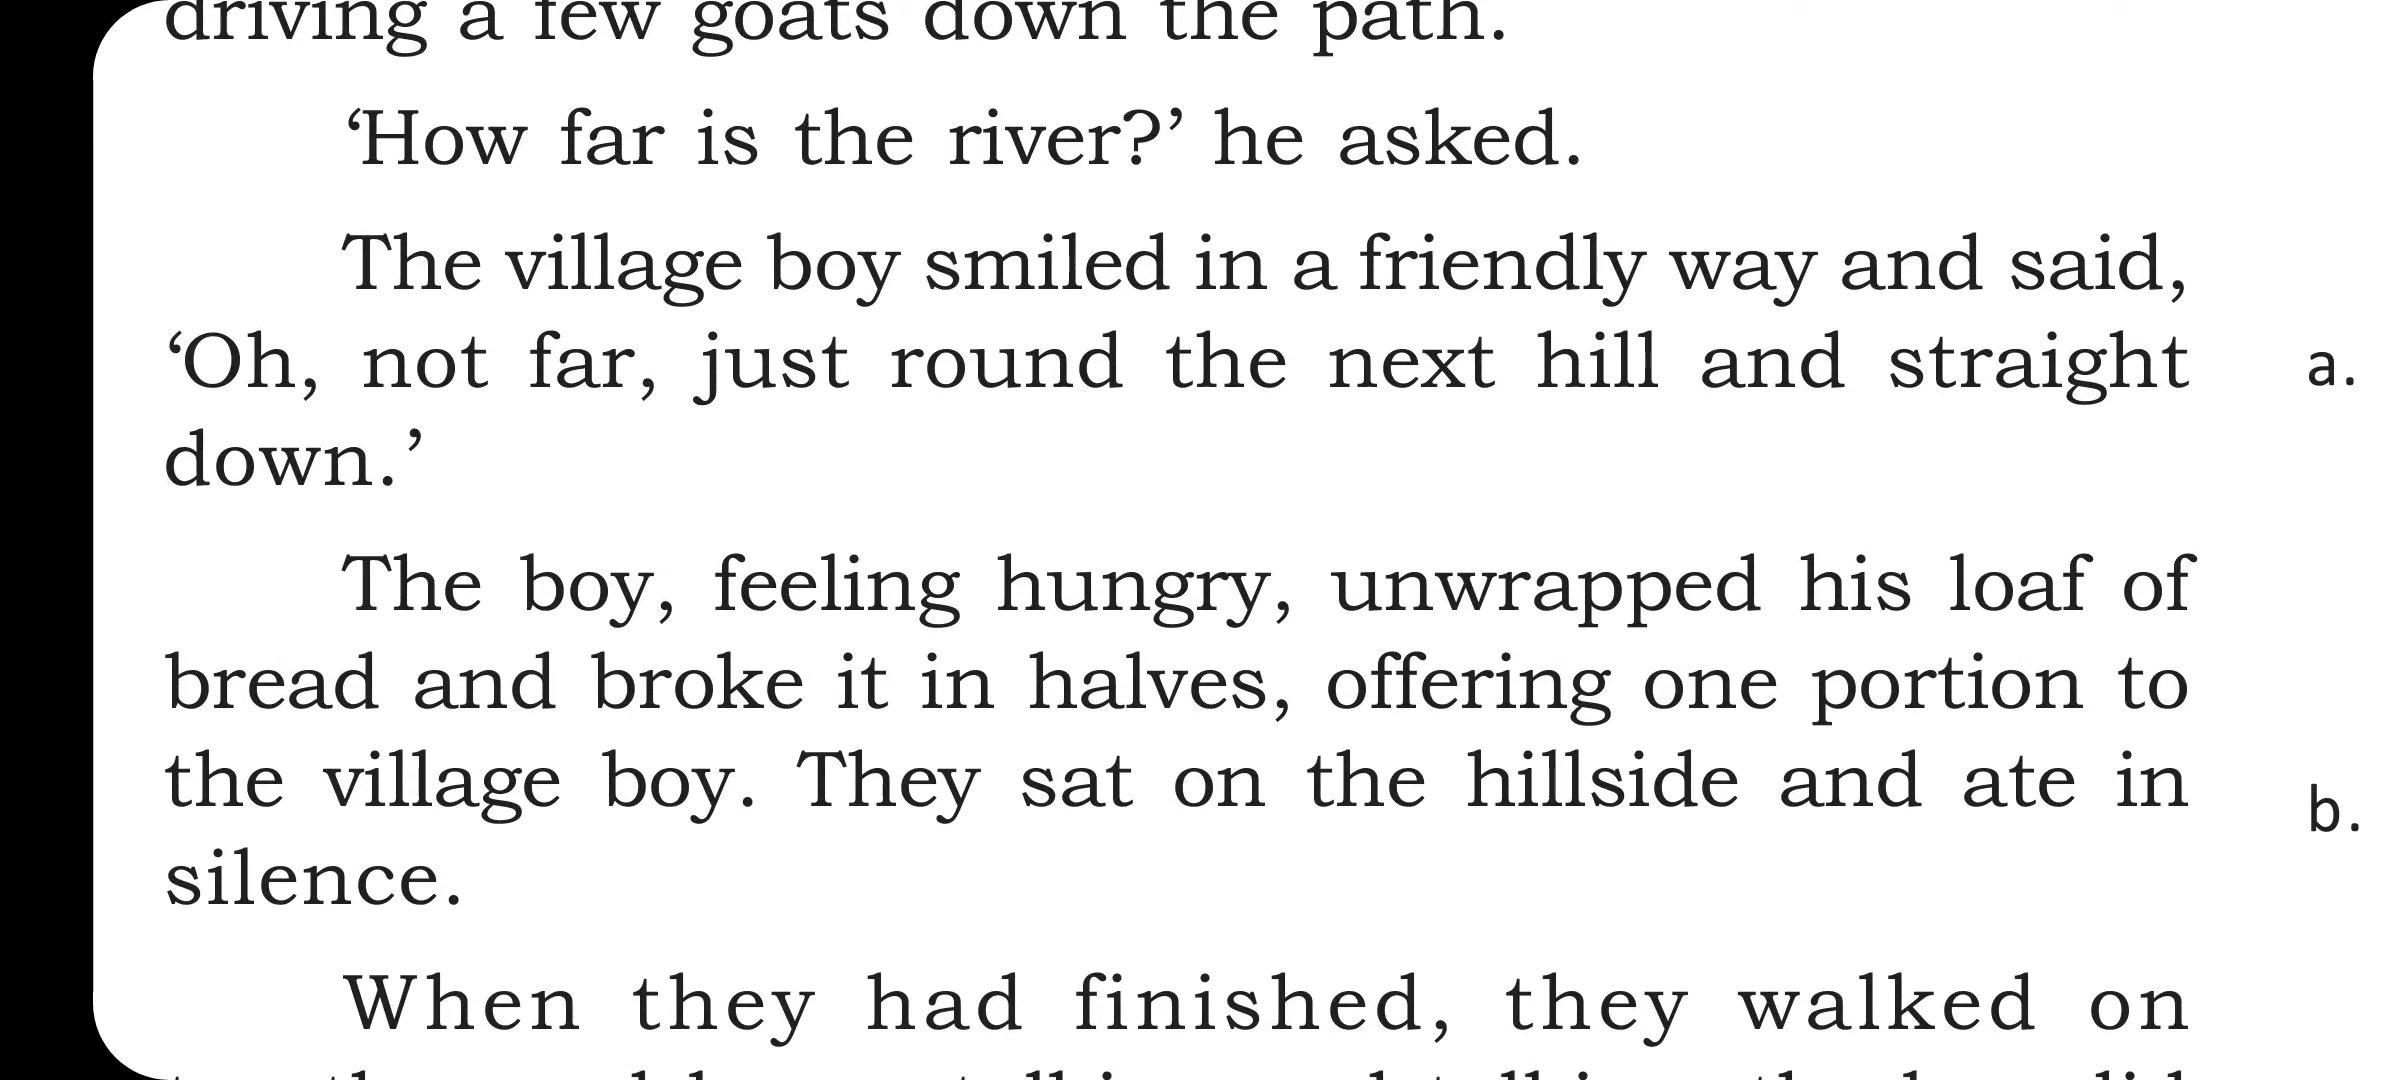 driving a few goats down the path.
‘How far is the river?’ he asked.
The village boy smiled in a friendly way and said,
‘Oh, not far, just round the next hill and straight
down.’
The boy, feeling hungry, unwrapped his loaf of
bread and broke it in halves, offering one portion to
the village boy. They sat on the hillside and ate in
silence.
When they had finished, they walked on
a.
b.